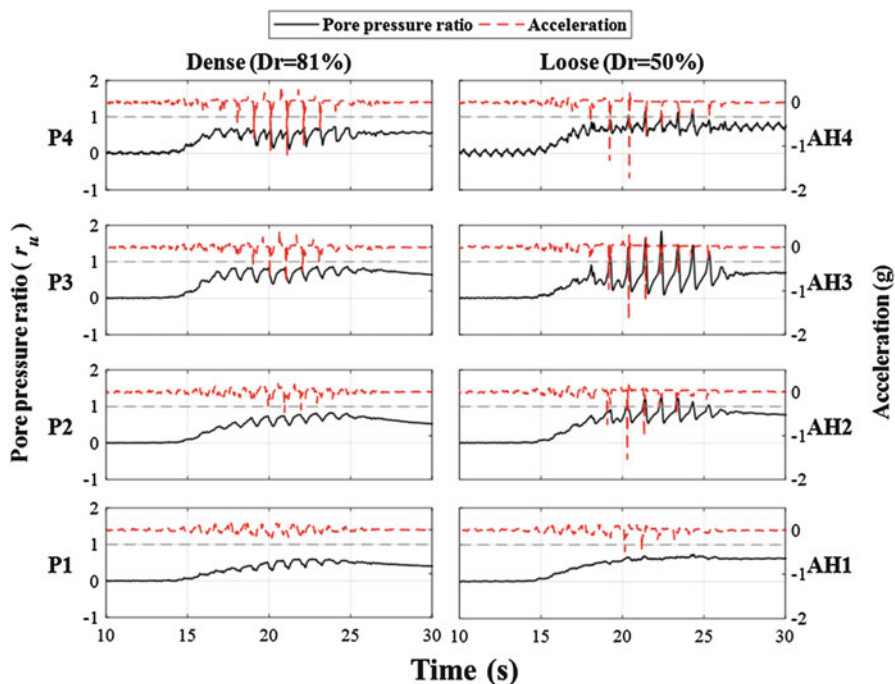 Pore pressure ratio Acceleration
Dense (Dr=81%) Loose (Dr=50%)
2
1
0
-1
P4
0
-1
-2
AH4
2
1
0
-1
P3
0
-1
-2
AH3
2
1
0
-1
P2
0
-1
-2
AH2
2
1
0
-1
P1
0
-1
-2
AH1
Pore pressure ratio (ru)
Acceleration (g)
10 15 20 25 30 10 15 20 25 30
Time (s)